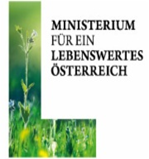 MINISTERIUM
FÜR EIN
LEBENSWERTES
ÖSTERREICH